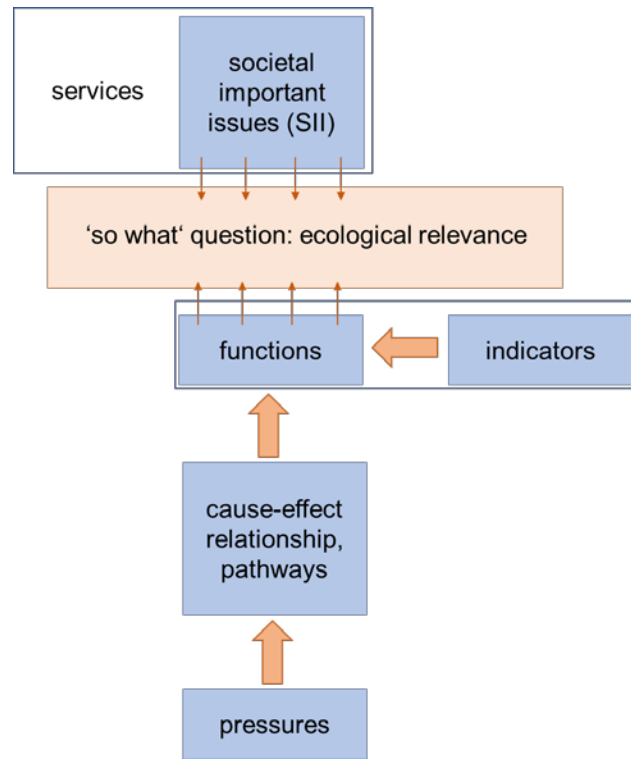 services
societal
important
issues (SII)
‘so what‘ question: ecological relevance
functions
indicators
cause-effect
relationship,
pathways
pressures